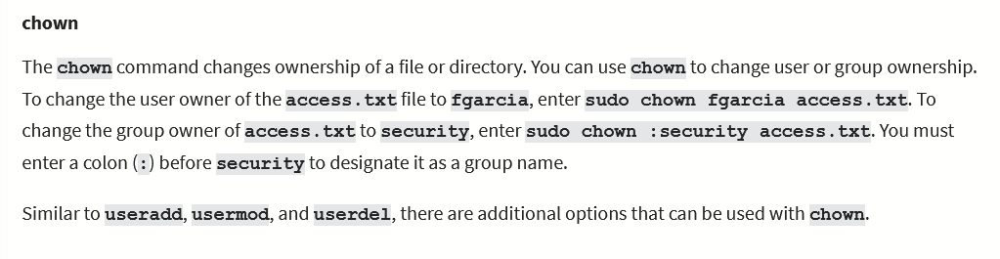 chown
The chown command changes ownership of a file or directory. You can use chown to change user or group ownership.
To change the user owner of the access.txt file to fgarcia, enter sudo chown fgarcia access.txt. To
change the group owner of access.txt to security, enter sudo chown :security access.txt. You must
enter a colon (:) before security to designate it as a group name.
Similar to useradd, usermod, and userdel, there are additional options that can be used with chown.